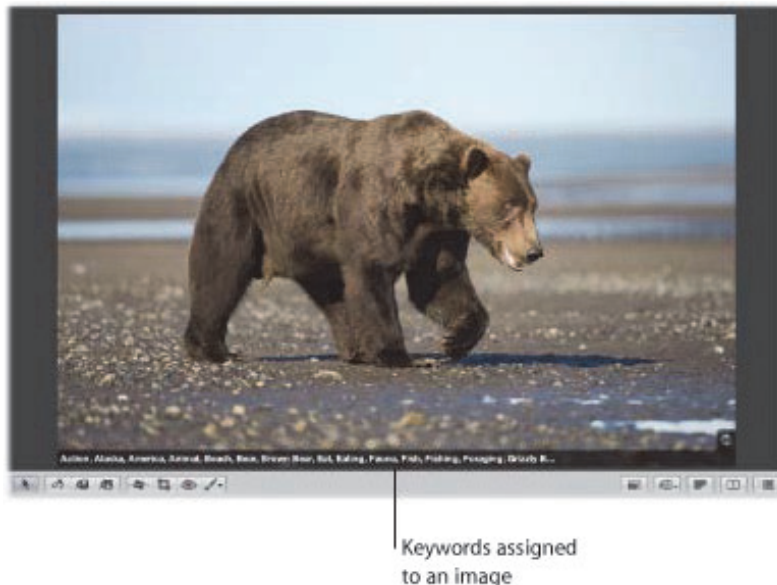 Action, Alaska, America, Animal, Beach, Bear, Brown Bear, Eat, Eating, Fauna, Fish, Fishing, Foraging, Grizzly B...
Keywords assigned
to an image